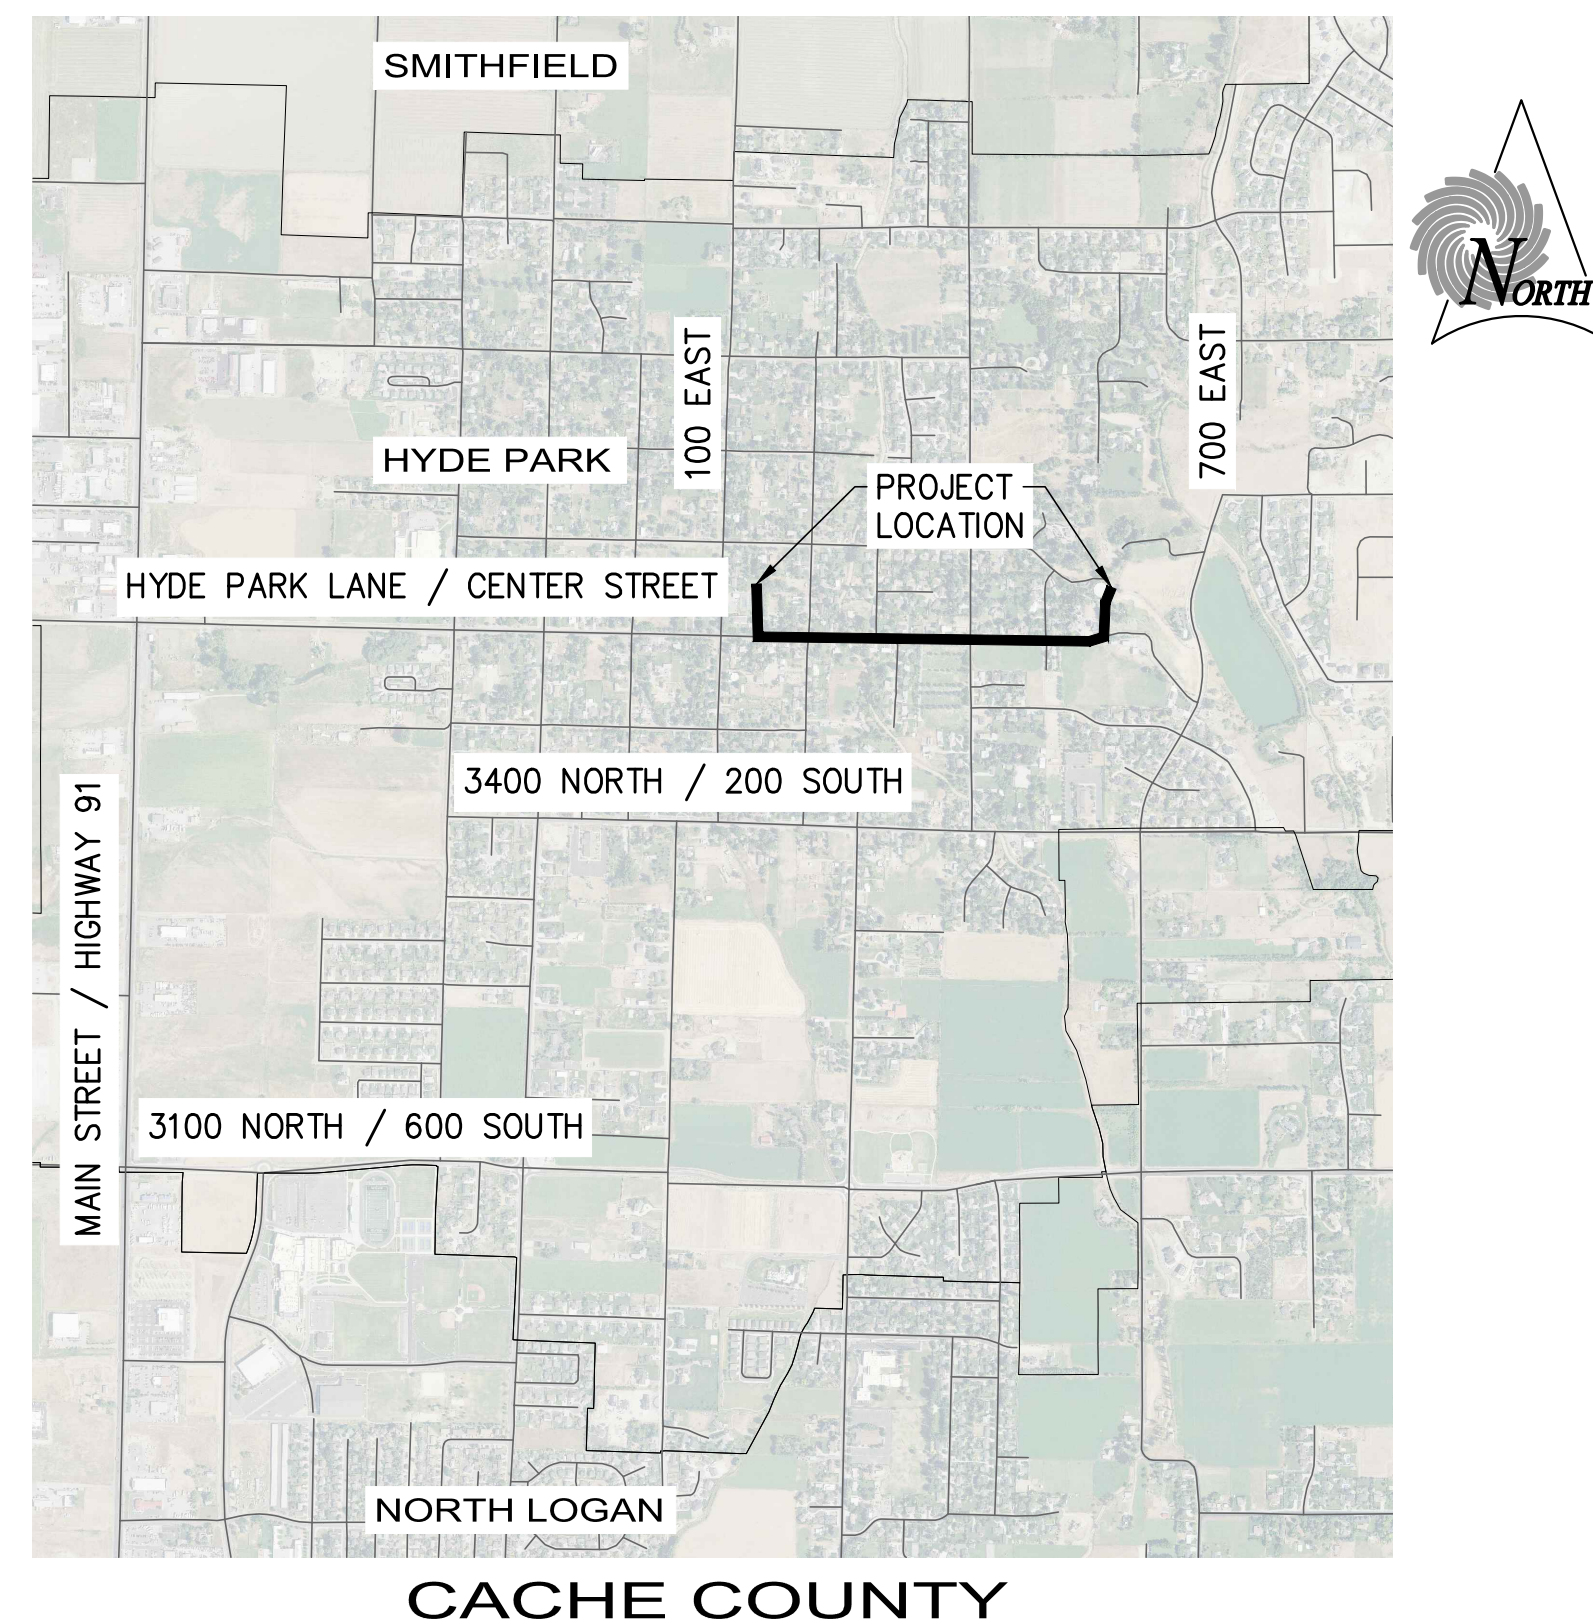 SMITHFIELD
NORTH
100 EAST
700 EAST
HYDE PARK
PROJECT
LOCATION
HYDE PARK LANE / CENTER STREET
3400 NORTH / 200 SOUTH
MAIN STREET / HIGHWAY 91
3100 NORTH / 600 SOUTH
NORTH LOGAN
CACHE COUNTY